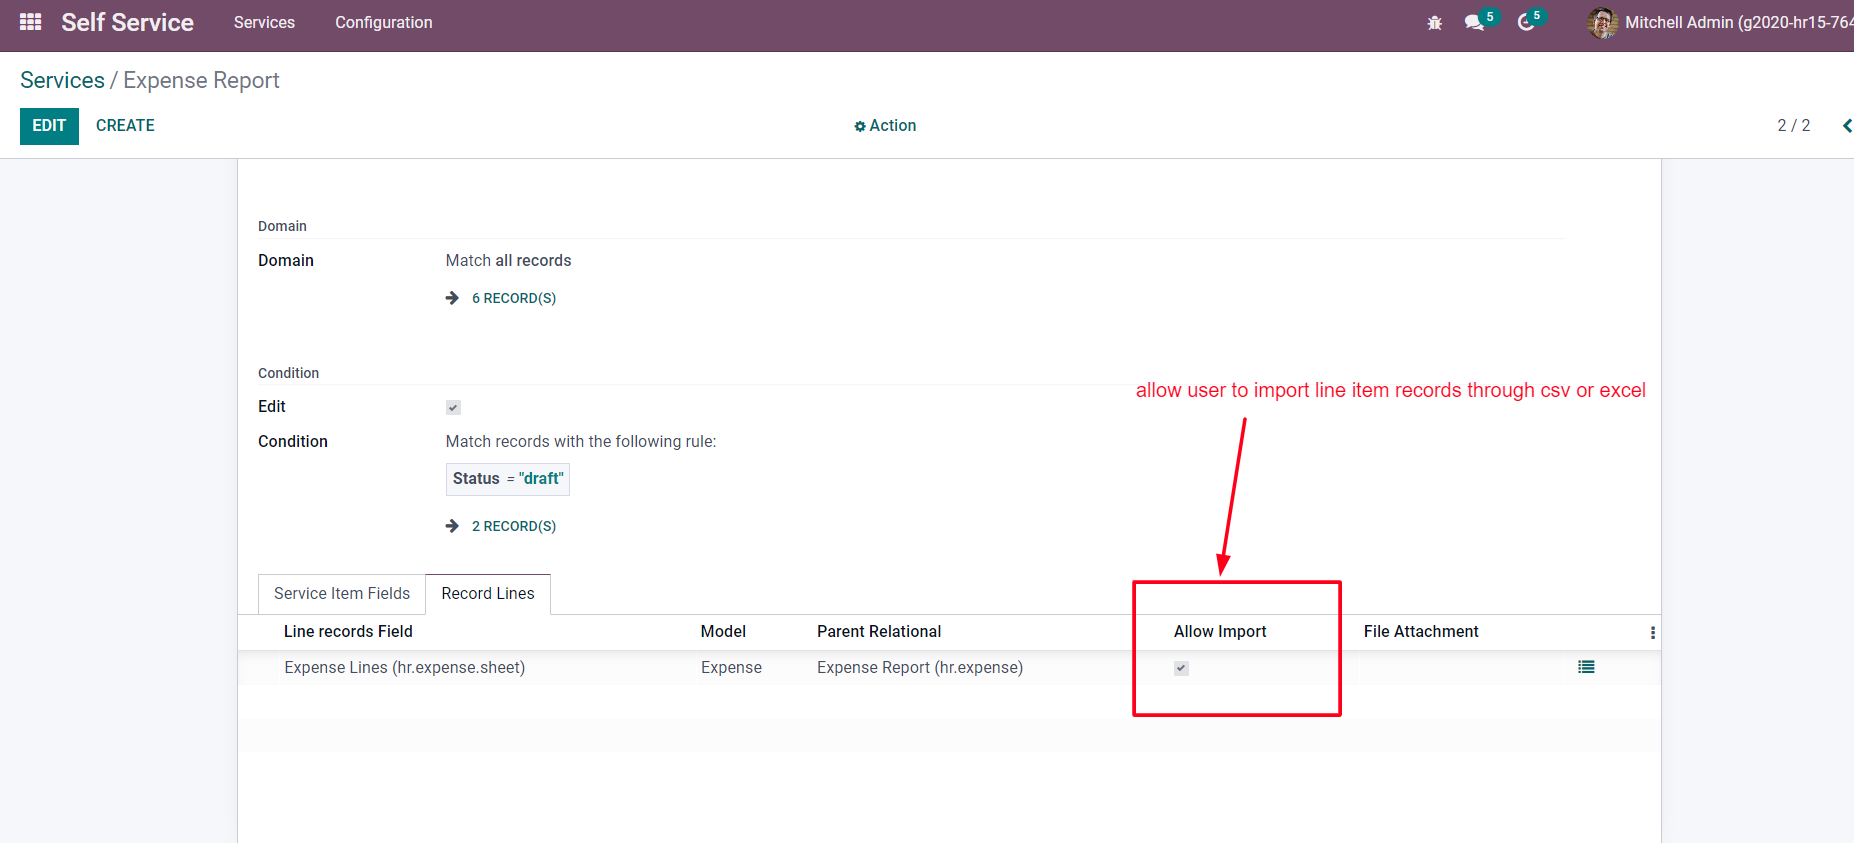 Self Service Services Configuration 5 5 Mitchell Admin (g2020-hr15-764
Services / Expense Report
EDIT CREATE Action 2 / 2
Domain
Domain Match all records
6 RECORD(S)
Condition
allow user to import line item records through csv or excel
Edit
Condition Match records with the following rule:
Status = "draft"
2 RECORD(S)
Service Item Fields Record Lines
Line records Field Model Parent Relational Allow Import File Attachment
Expense Lines (hr.expense.sheet) Expense Expense Report (hr.expense)